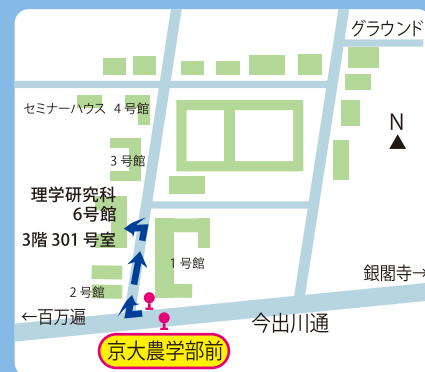 グラウンド
セミナーハウス 4号館
N
3号館
理学研究科
6号館
3階 301 号室
1号館
銀閣寺→
2号館
←百万遍
今出川通
京大農学部前